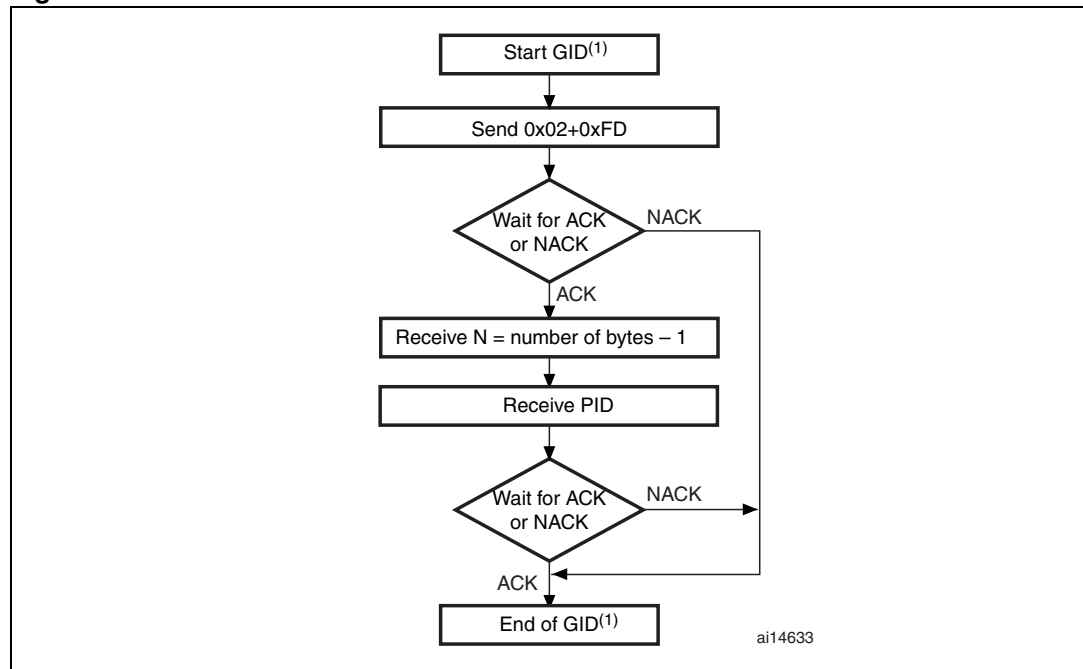 Start GID(1)
Send 0x02+0xFD
Wait for ACK
or NACK
NACK
ACK
Receive N = number of bytes – 1
Receive PID
Wait for ACK
or NACK
NACK
ACK
End of GID(1)
ai14633